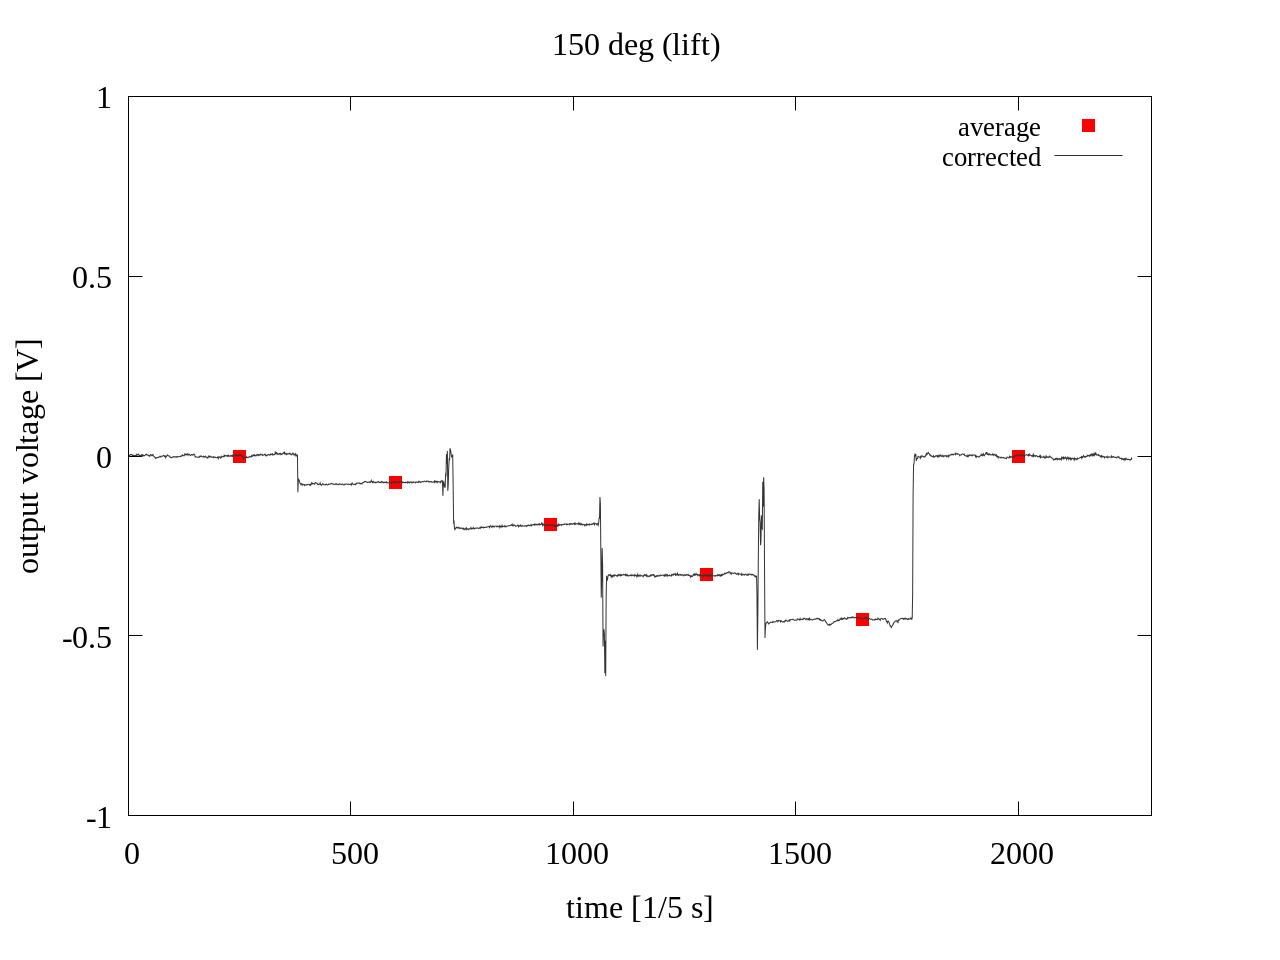 150 deg (lift)
1
average
corrected
0.5
output voltage [V]
0
-0.5
-1
0 500 1000 1500 2000
time [1/5 s]